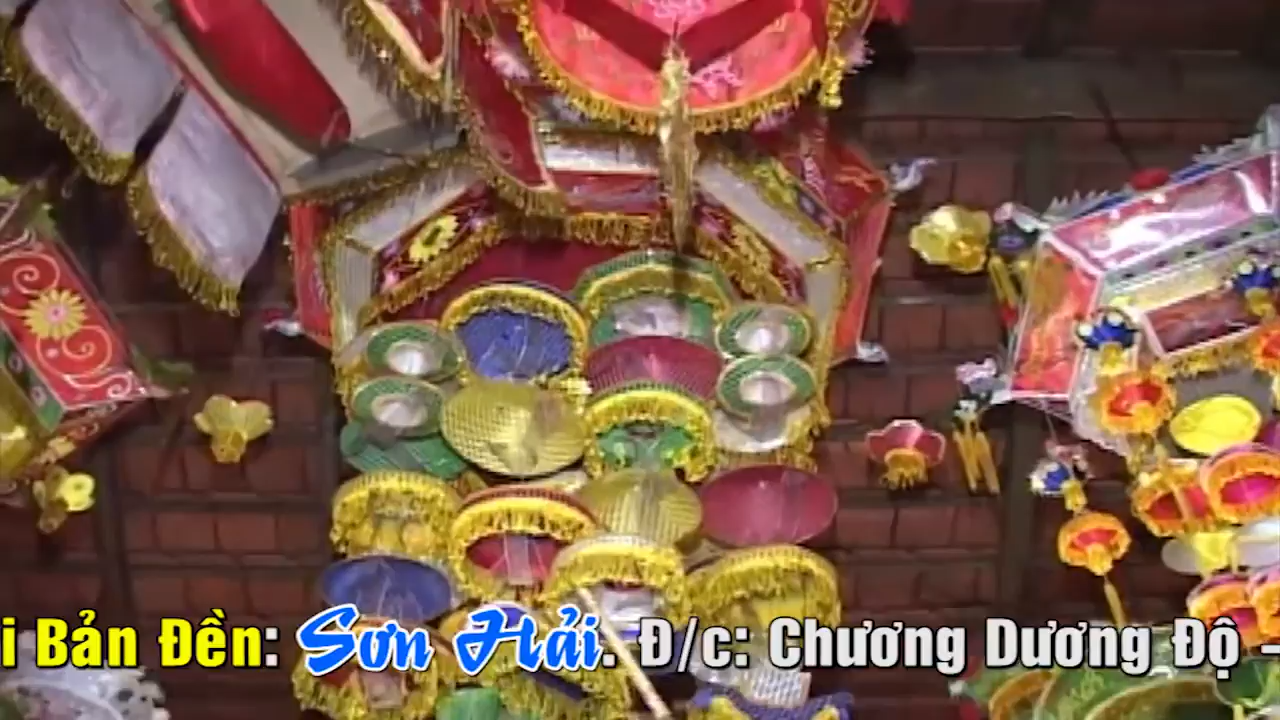 i Bản Đền: Sơn Hải. Đ/c: Chương Dương Độ -